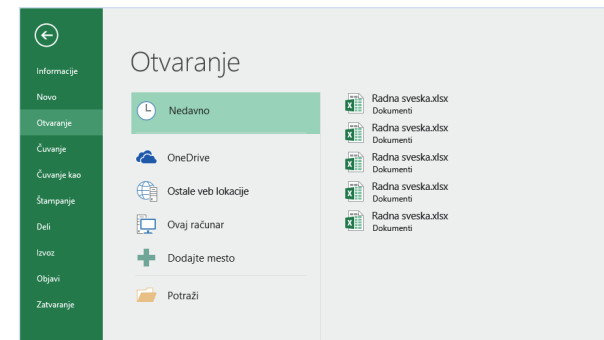 Informacije
Novo
Otvaranje
Čuvanje
Čuvanje kao
Štampanje
Deli
Izvoz
Objavi
Zatvaranje
Otvaranje
Nedavno
OneDrive
Ostale veb lokacije
Ovaj računar
Dodajte mesto
Potraži
Radna sveska.xlsx
Dokumenti
Radna sveska.xlsx
Dokumenti
Radna sveska.xlsx
Dokumenti
Radna sveska.xlsx
Dokumenti
Radna sveska.xlsx
Dokumenti